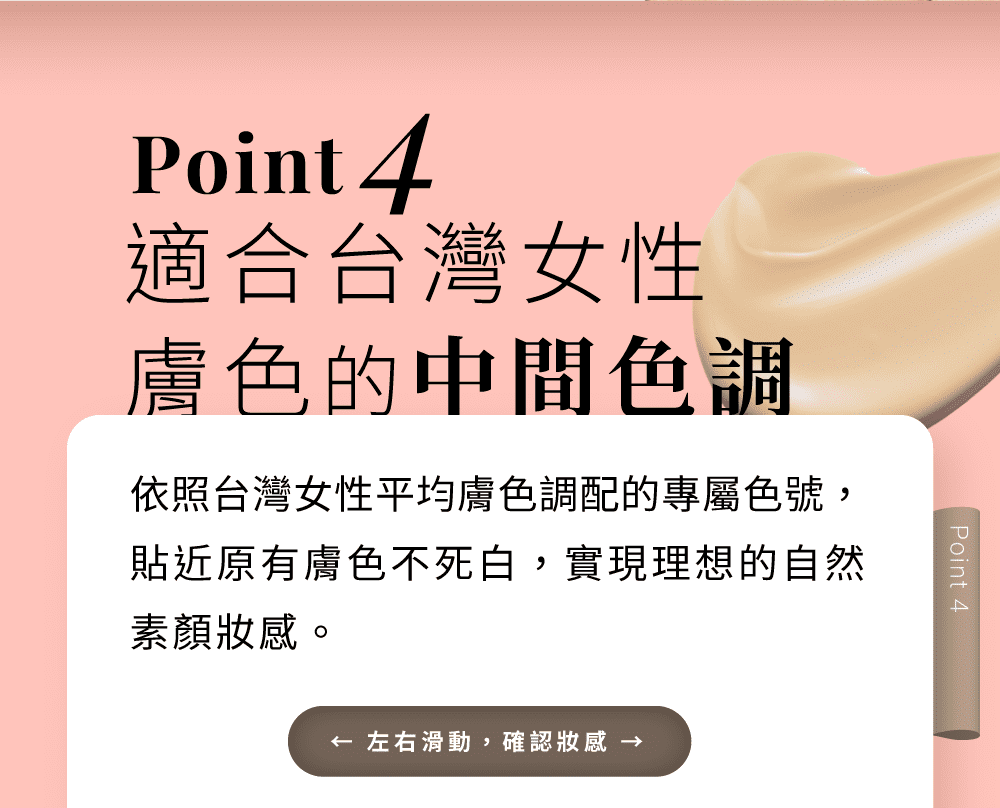 Point 4
適合台灣女性
膚色的中間色調
依照台灣女性平均膚色調配的專屬色號，
貼近原有膚色不死白，實現理想的自然
素顏妝感。
Point 4
← 左右滑動，確認妝感 →